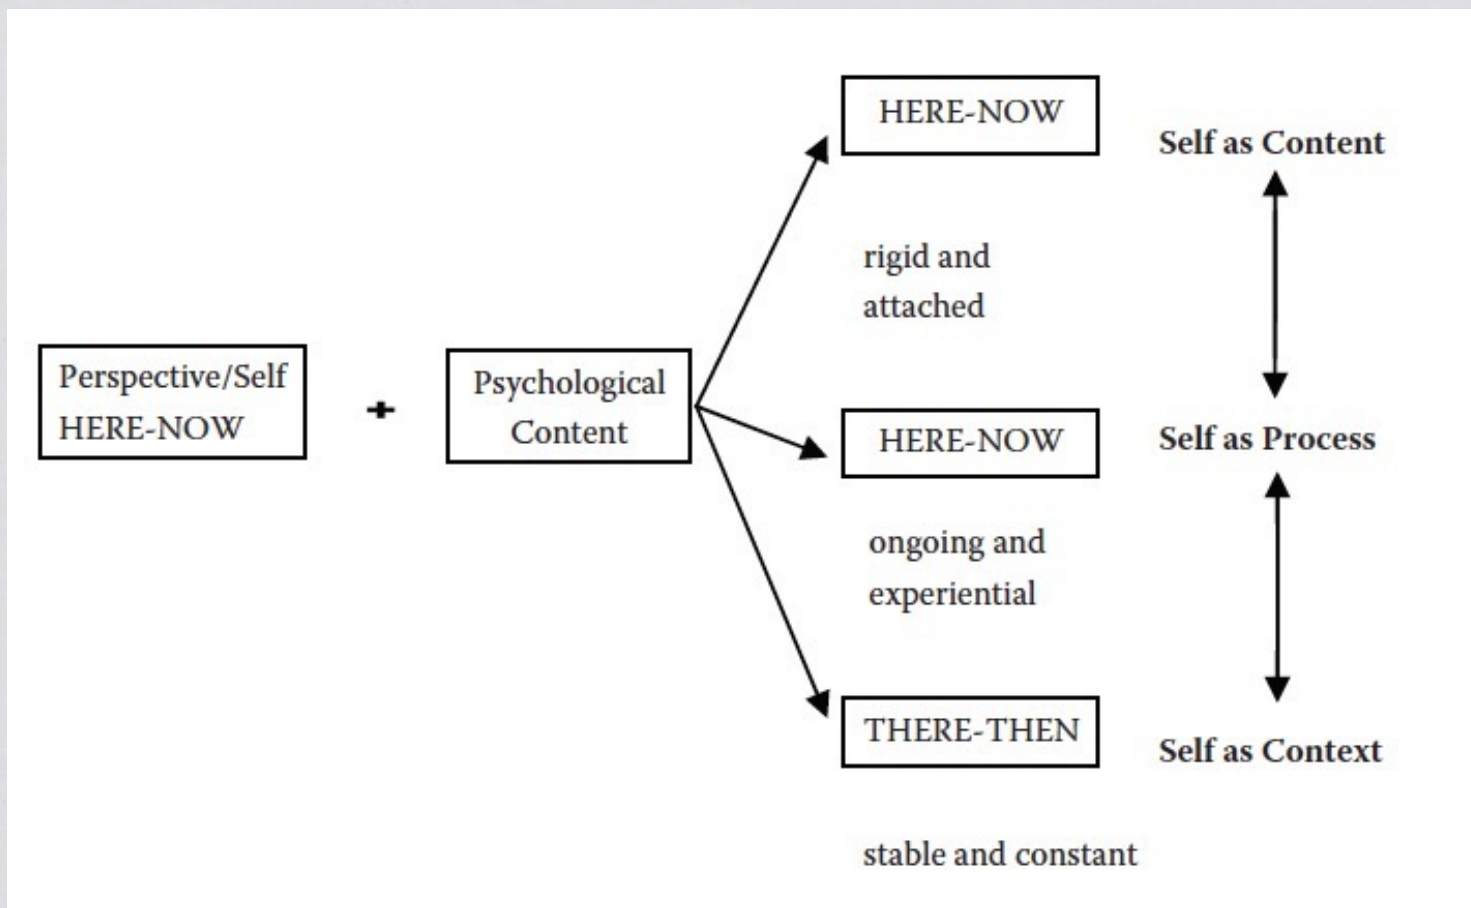 Perspective/Self
HERE-NOW
+
Psychological
Content
HERE-NOW
rigid and
attached
Self as Content
HERE-NOW
ongoing and
experiential
Self as Process
THERE-THEN
stable and constant
Self as Context